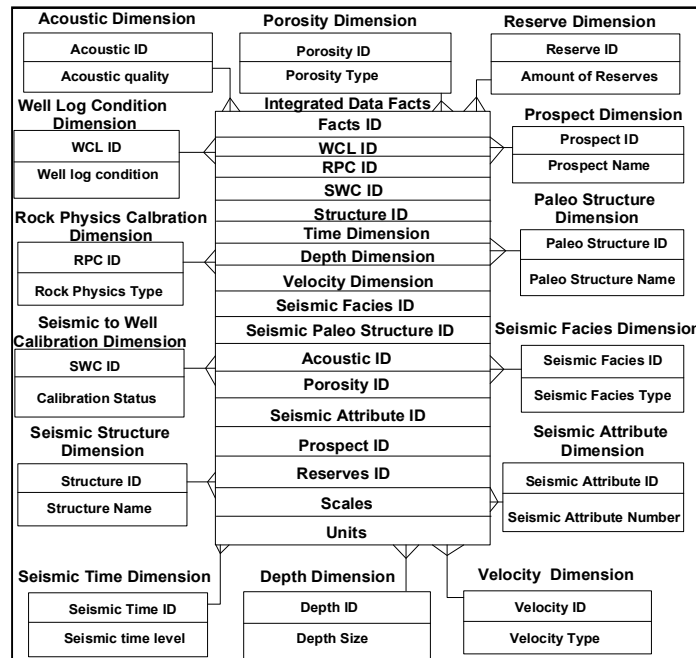 Acoustic Dimension
Acoustic ID
Acoustic quality
Porosity Dimension
Porosity ID
Porosity Type
Reserve Dimension
Reserve ID
Amount of Reserves
Well Log Condition
Dimension
WCL ID
Well log condition
Rock Physics Calbration
Dimension
RPC ID
Rock Physics Type
Seismic to Well
Calibration Dimension
SWC ID
Calibration Status
Seismic Structure
Dimension
Structure ID
Structure Name
Integrated Data Facts
Facts ID
WCL ID
RPC ID
SWC ID
Structure ID
Time Dimension
Depth Dimension
Velocity Dimension
Seismic Facies ID
Seismic Paleo Structure ID
Acoustic ID
Porosity ID
Seismic Attribute ID
Prospect ID
Reserves ID
Scales
Units
Prospect Dimension
Prospect ID
Prospect Name
Paleo Structure
Dimension
Paleo Structure ID
Paleo Structure Name
Seismic Facies Dimension
Seismic Facies ID
Seismic Facies Type
Seismic Attribute
Dimension
Seismic Attribute ID
Seismic Attribute Number
Seismic Time Dimension
Seismic Time ID
Seismic time level
Depth Dimension
Depth ID
Depth Size
Velocity Dimension
Velocity ID
Velocity Type